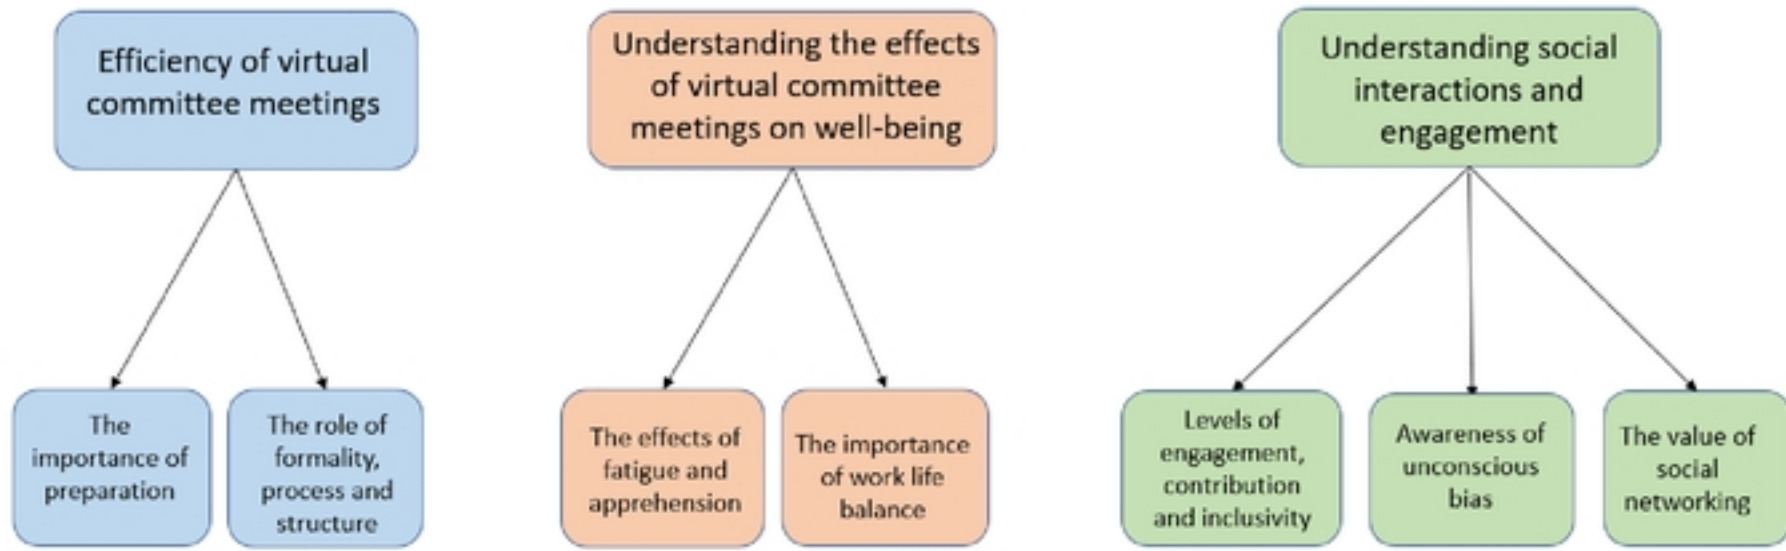 Efficiency of virtual
committee meetings
Understanding the effects
of virtual committee
meetings on well-being
Understanding social
interactions and
engagement
The
importance of
preparation
The role of
formality,
process and
structure
The effects of
fatigue and
apprehension
The importance
of work life
balance
Levels of
engagement,
contribution
and inclusivity
Awareness of
unconscious
bias
The value of
social
networking